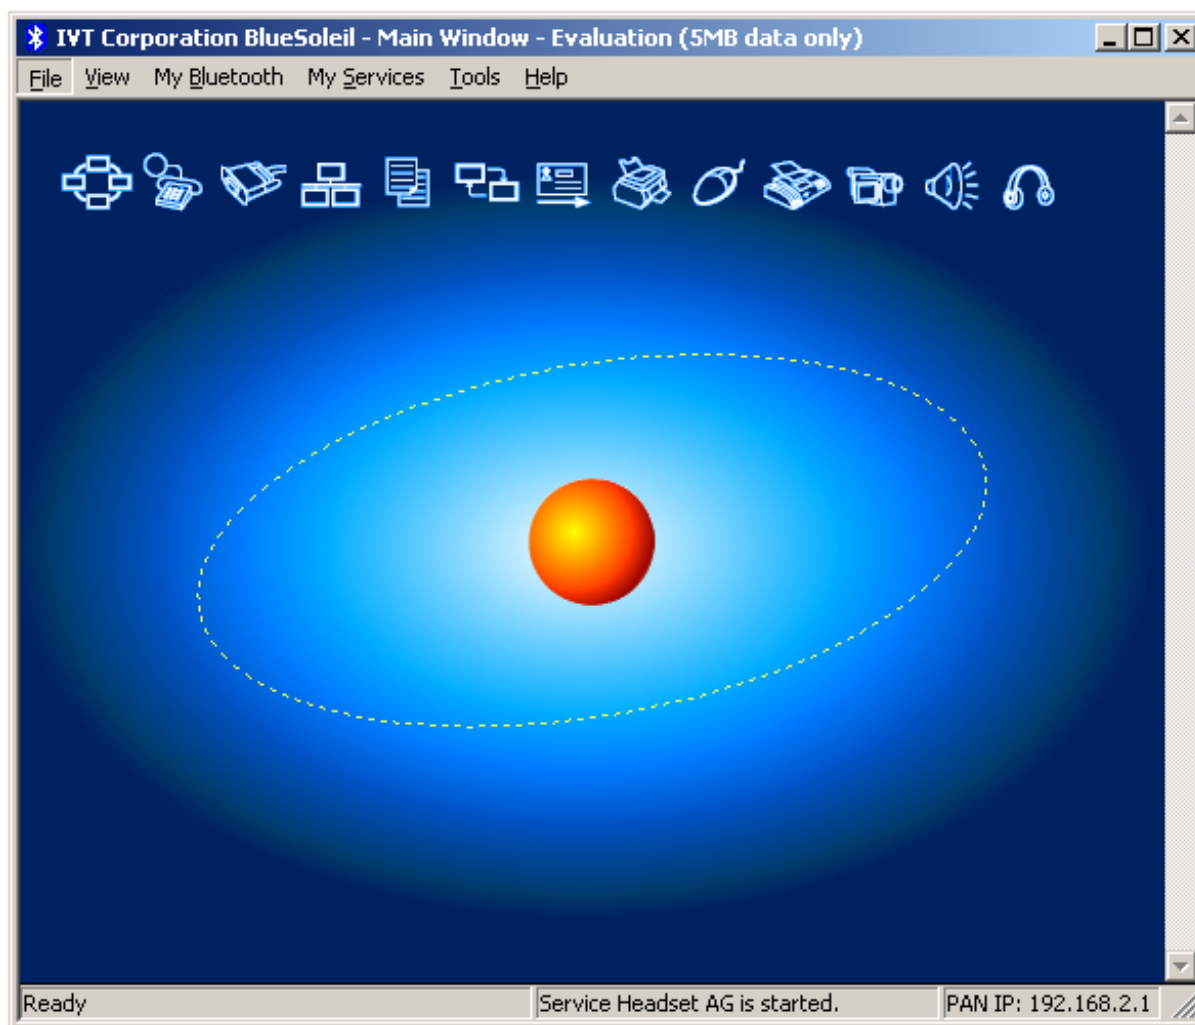 IVT Corporation BlueSoleil - Main Window - Evaluation (5MB data only)
File View My Bluetooth My Services Tools Help
Ready Service Headset AG is started. PAN IP: 192.168.2.1